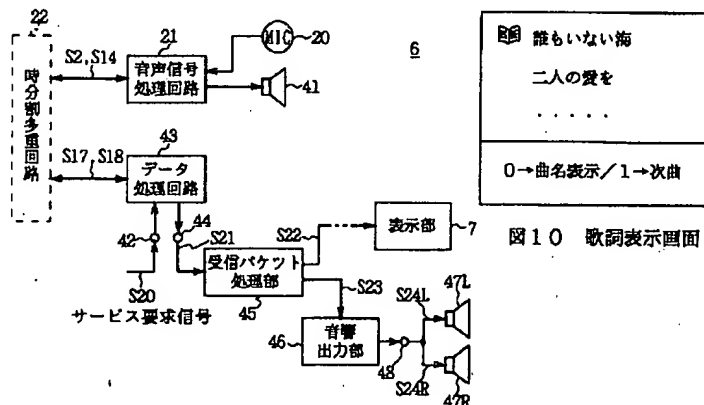 22
時分割多重回路
S2,S14
21
音声信号
処理回路
MIC
20
41
6
S17,S18
43
データ
処理回路
42
44
S20
サービス要求信号
S21
受信パケット
処理部
45
S22
表示部
7
S23
46
音響
出力部
48
S24L
47L
S24R
47R
誰もいない海
二人の愛を
・・・・・
0→曲名表示/1→次曲
図10 歌詞表示画面